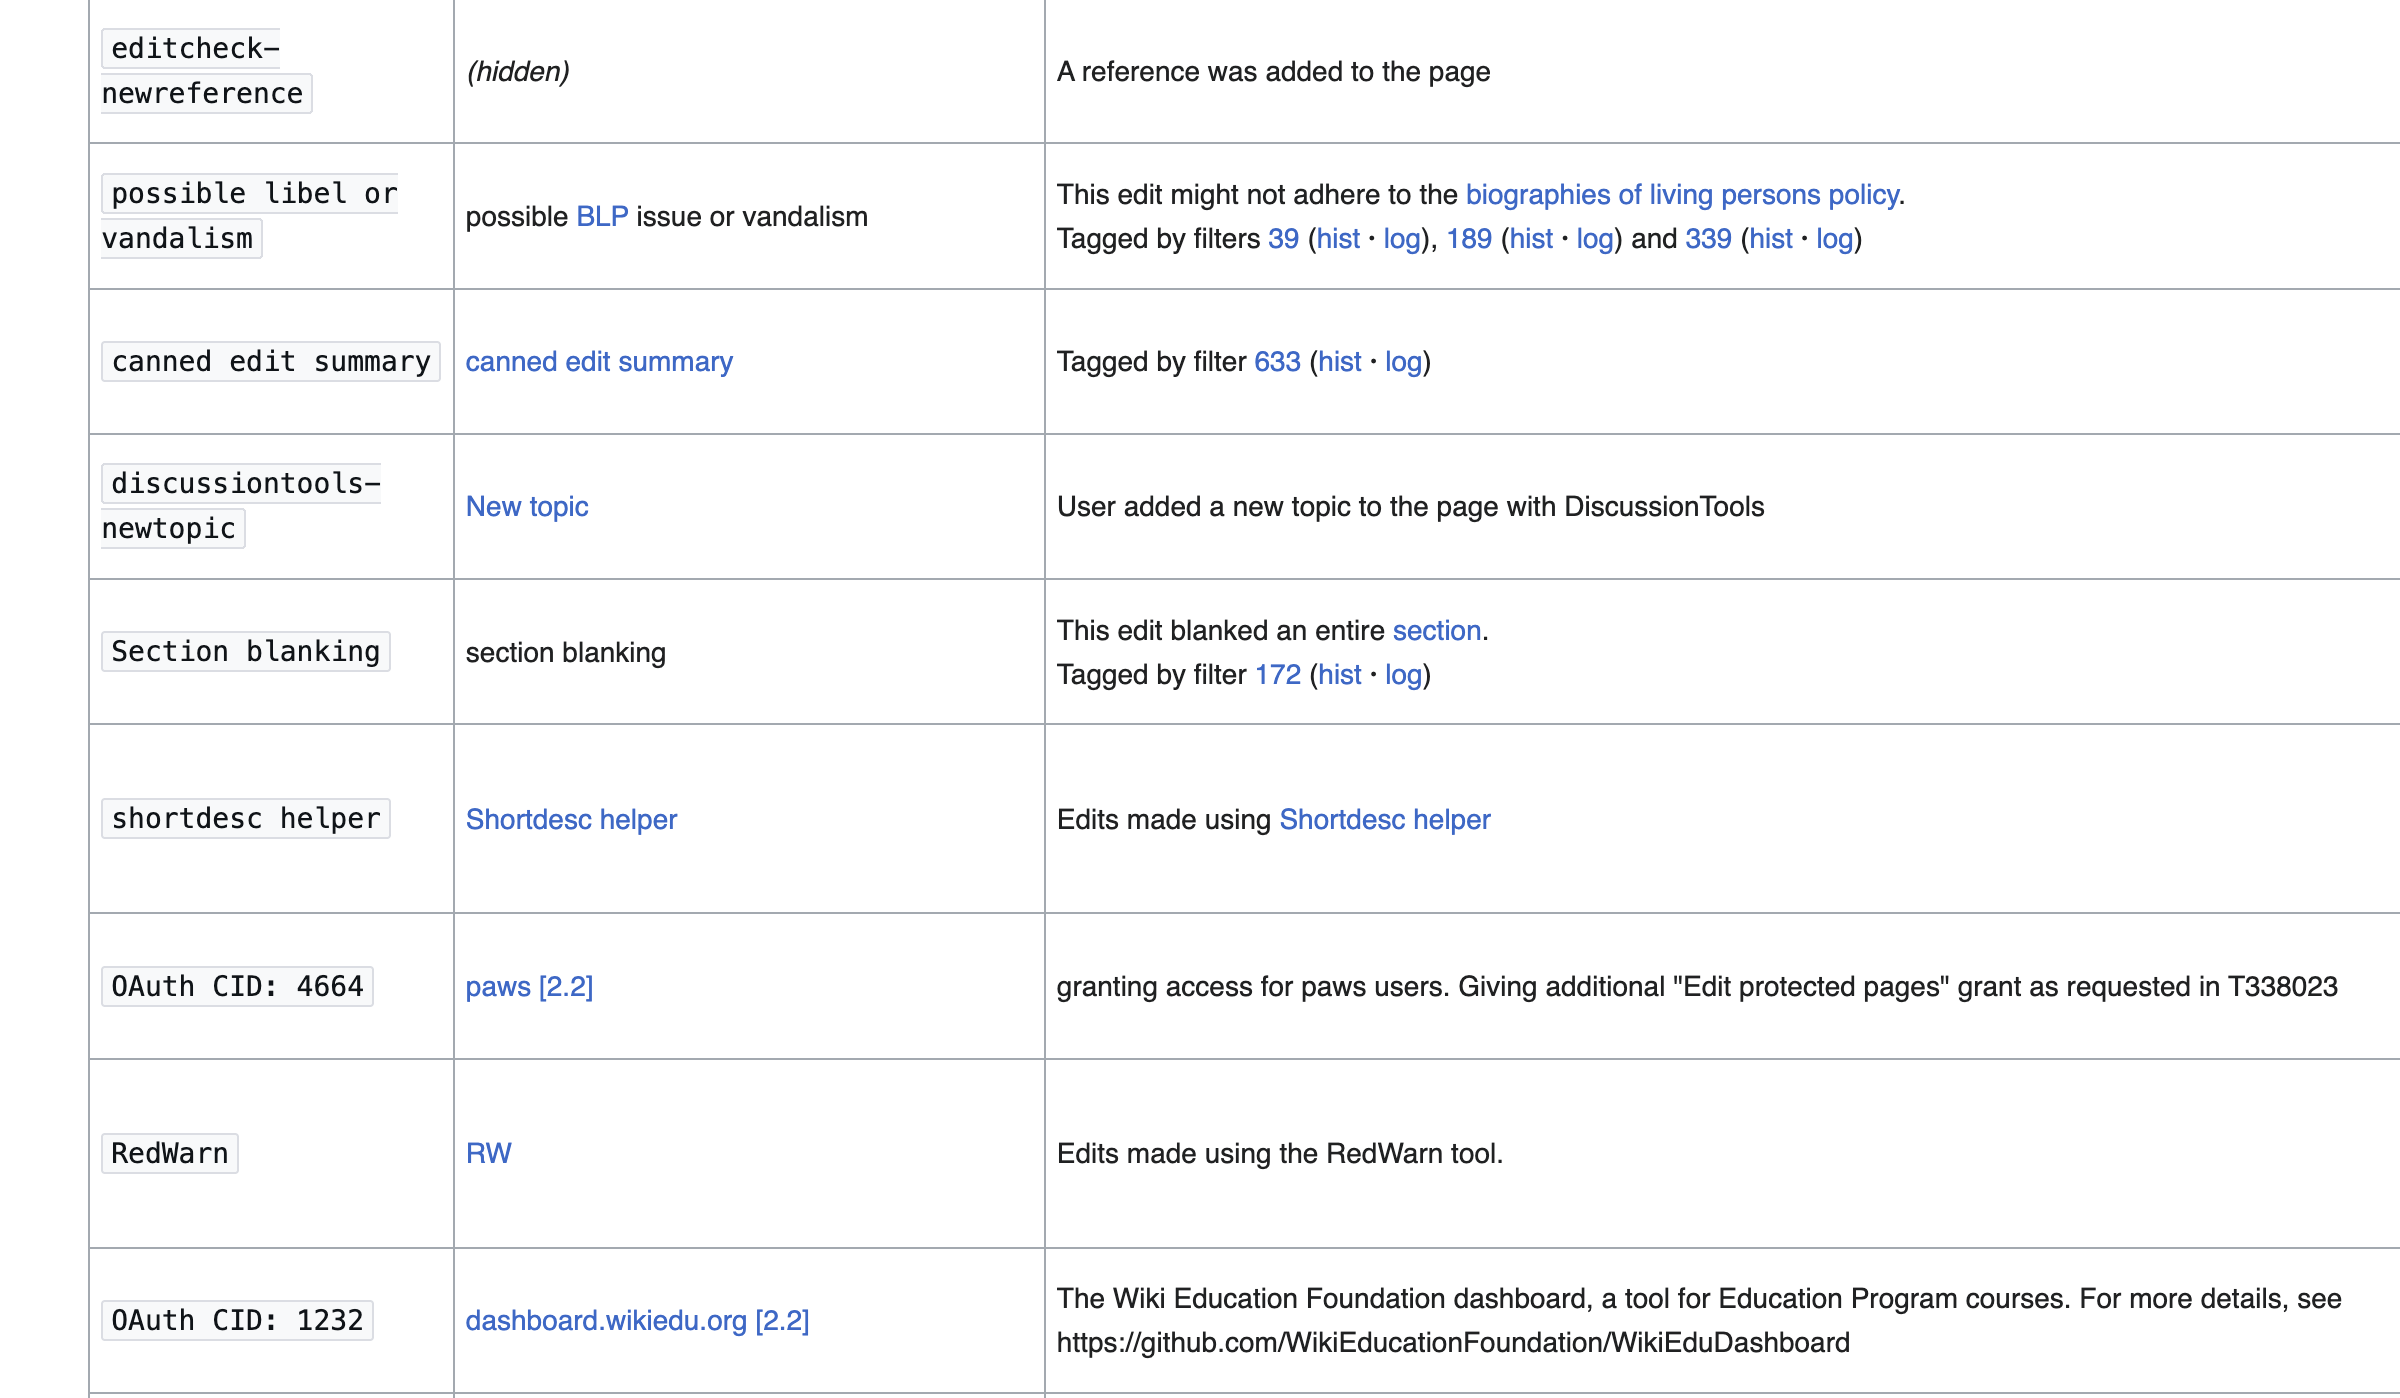 editcheck-
newreference
(hidden)
A reference was added to the page
possible libel or
vandalism
possible BLP issue or vandalism
This edit might not adhere to the biographies of living persons policy.
Tagged by filters 39 (hist · log), 189 (hist · log) and 339 (hist · log)
canned edit summary
canned edit summary
Tagged by filter 633 (hist · log)
discussiontools-
newtopic
New topic
User added a new topic to the page with DiscussionTools
Section blanking
section blanking
This edit blanked an entire section.
Tagged by filter 172 (hist · log)
shortdesc helper
Shortdesc helper
Edits made using Shortdesc helper
OAuth CID: 4664
paws [2.2]
granting access for paws users. Giving additional "Edit protected pages" grant as requested in T338023
RedWarn
RW
Edits made using the RedWarn tool.
OAuth CID: 1232
dashboard.wikiedu.org [2.2]
The Wiki Education Foundation dashboard, a tool for Education Program courses. For more details, see
https://github.com/WikiEducationFoundation/WikiEduDashboard